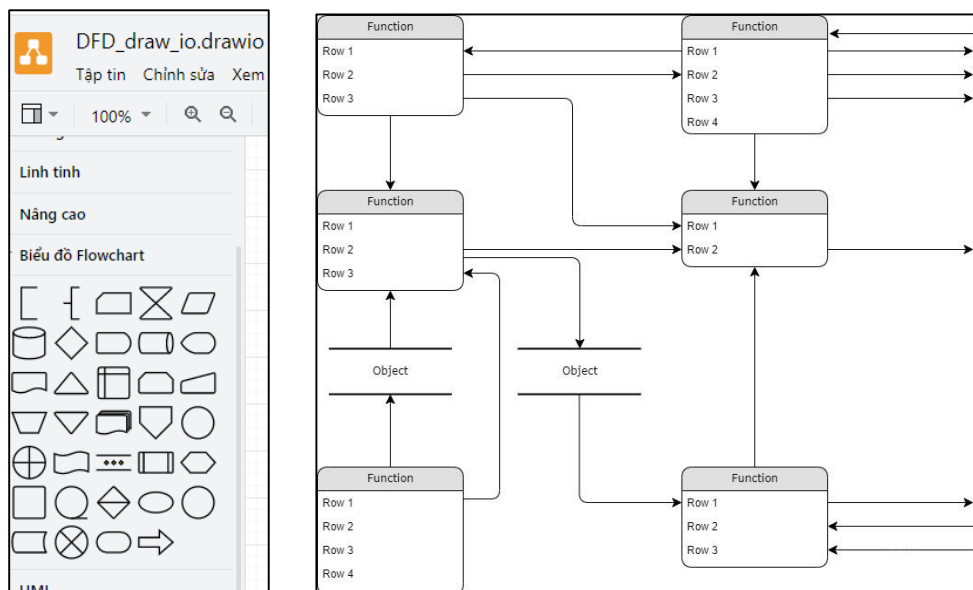 DFD_draw_io.drawio
Tập tin Chỉnh sửa Xem
100%
Linh tinh
Nâng cao
Biểu đồ Flowchart
Function
Row 1
Row 2
Row 3
Function
Row 1
Row 2
Row 3
Row 4
Function
Row 1
Row 2
Row 3
Function
Row 1
Row 2
Object
Object
Function
Row 1
Row 2
Row 3
Row 4
Function
Row 1
Row 2
Row 3